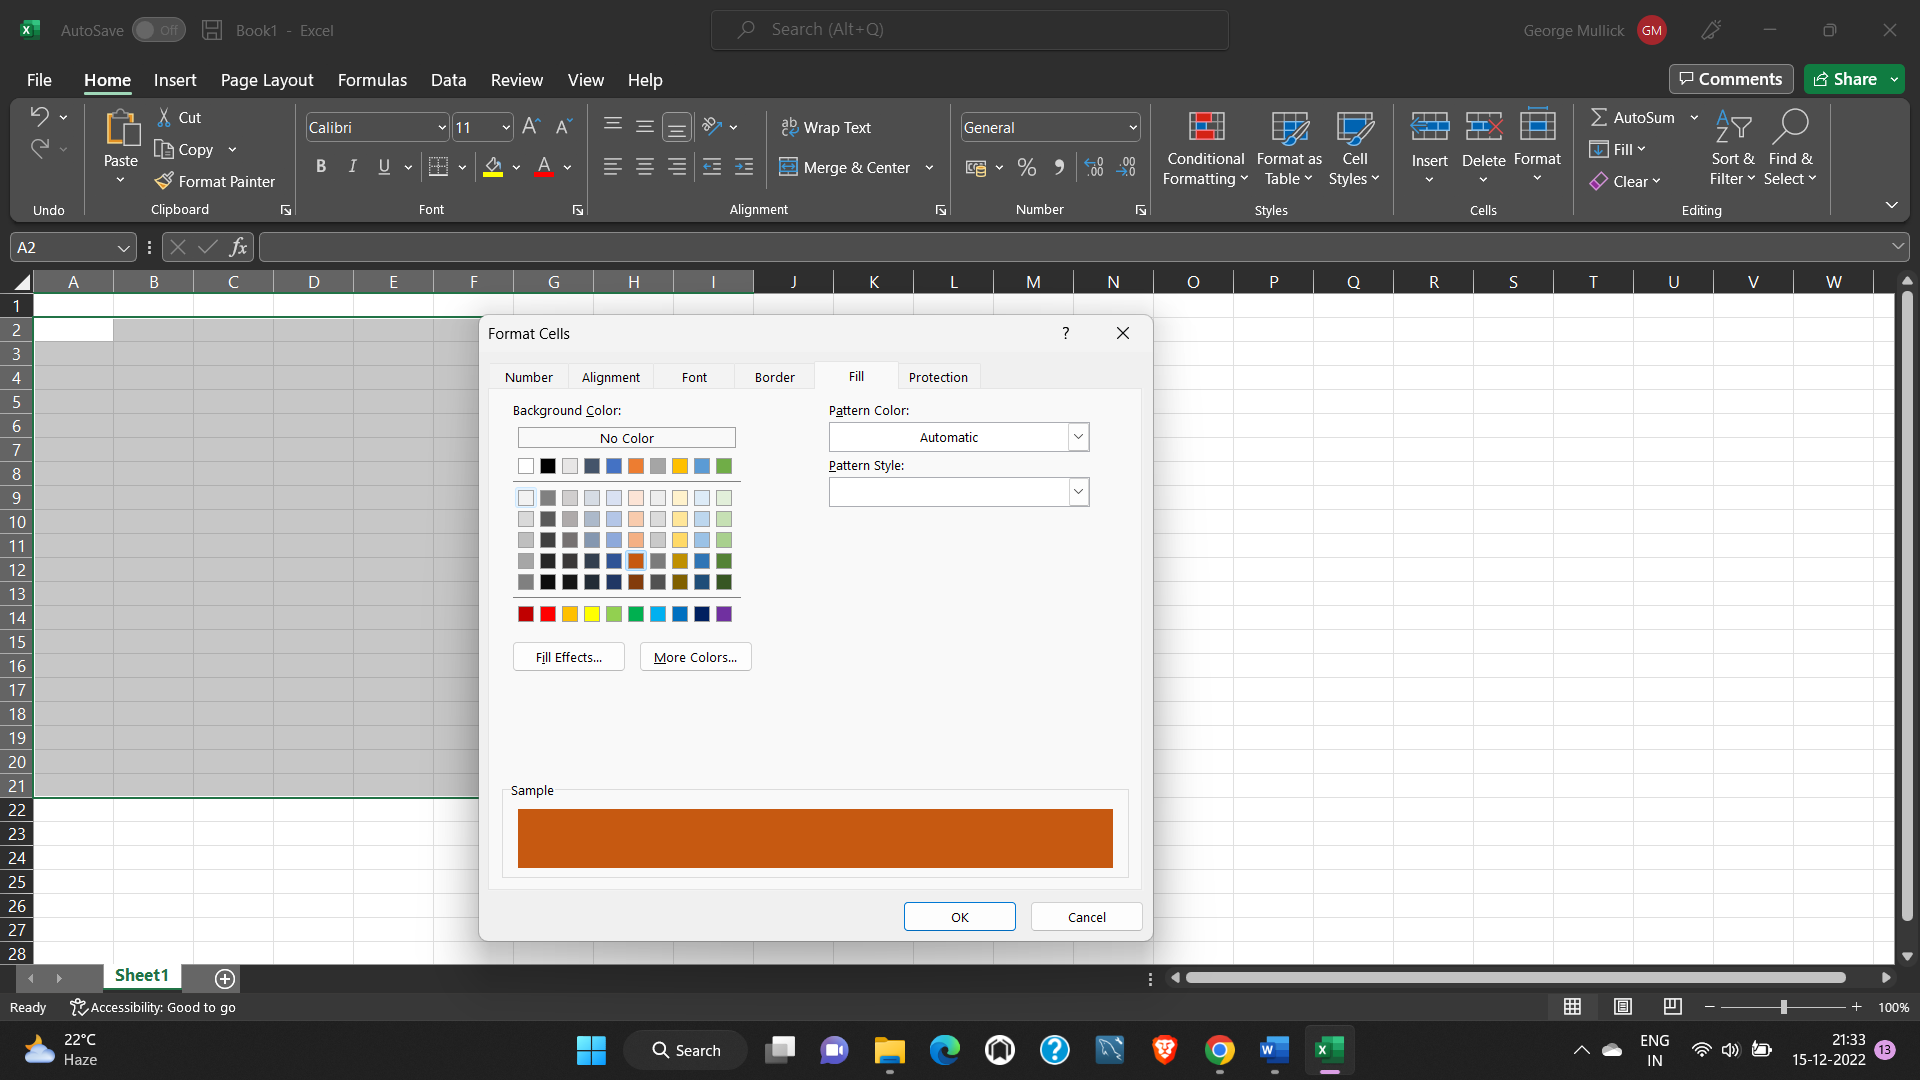 AutoSave Off Book1 - Excel Search (Alt+Q) George Mullick GM
File Home Insert Page Layout Formulas Data Review View Help Comments Share
Paste Cut Copy Format Painter
Calibri 11
B I U A
Wrap Text
Merge & Center
General
Conditional Formatting
Format as Table
Cell Styles
Insert Delete Format
AutoSum
Fill
Clear
Sort & Filter
Find & Select
Undo Clipboard Font Alignment Number Styles Cells Editing
A2 fx
A B C D E F G H I J K L M N O P Q R S T U V W
1
2
3
4
5
6
7
8
9
10
11
12
13
14
15
16
17
18
19
20
21
22
23
24
25
26
27
28
Format Cells ?
Number Alignment Font Border Fill Protection
Background Color:
No Color
Pattern Color:
Automatic
Pattern Style:
Fill Effects... More Colors...
Sample
OK Cancel
Sheet1
Ready Accessibility: Good to go 100%
22°C
Haze
Search
ENG
IN
21:33
15-12-2022
13